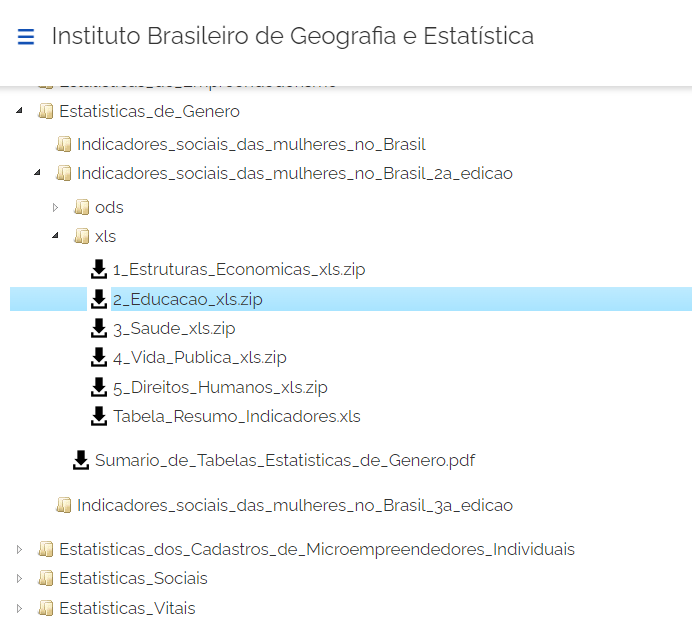 Instituto Brasileiro de Geografia e Estatística
Estatisticas_de_Genero
Indicadores_sociais_das_mulheres_no_Brasil
Indicadores_sociais_das_mulheres_no_Brasil_2a_edicao
ods
xls
1_Estruturas_Economicas_xls.zip
2_Educacao_xls.zip
3_Saude_xls.zip
4_Vida_Publica_xls.zip
5_Direitos_Humanos_xls.zip
Tabela_Resumo_Indicadores.xls
Sumario_de_Tabelas_Estatisticas_de_Genero.pdf
Indicadores_sociais_das_mulheres_no_Brasil_3a_edicao
Estatisticas_dos_Cadastros_de_Microempreendedores_Individuais
Estatisticas_Sociais
Estatisticas_Vitais